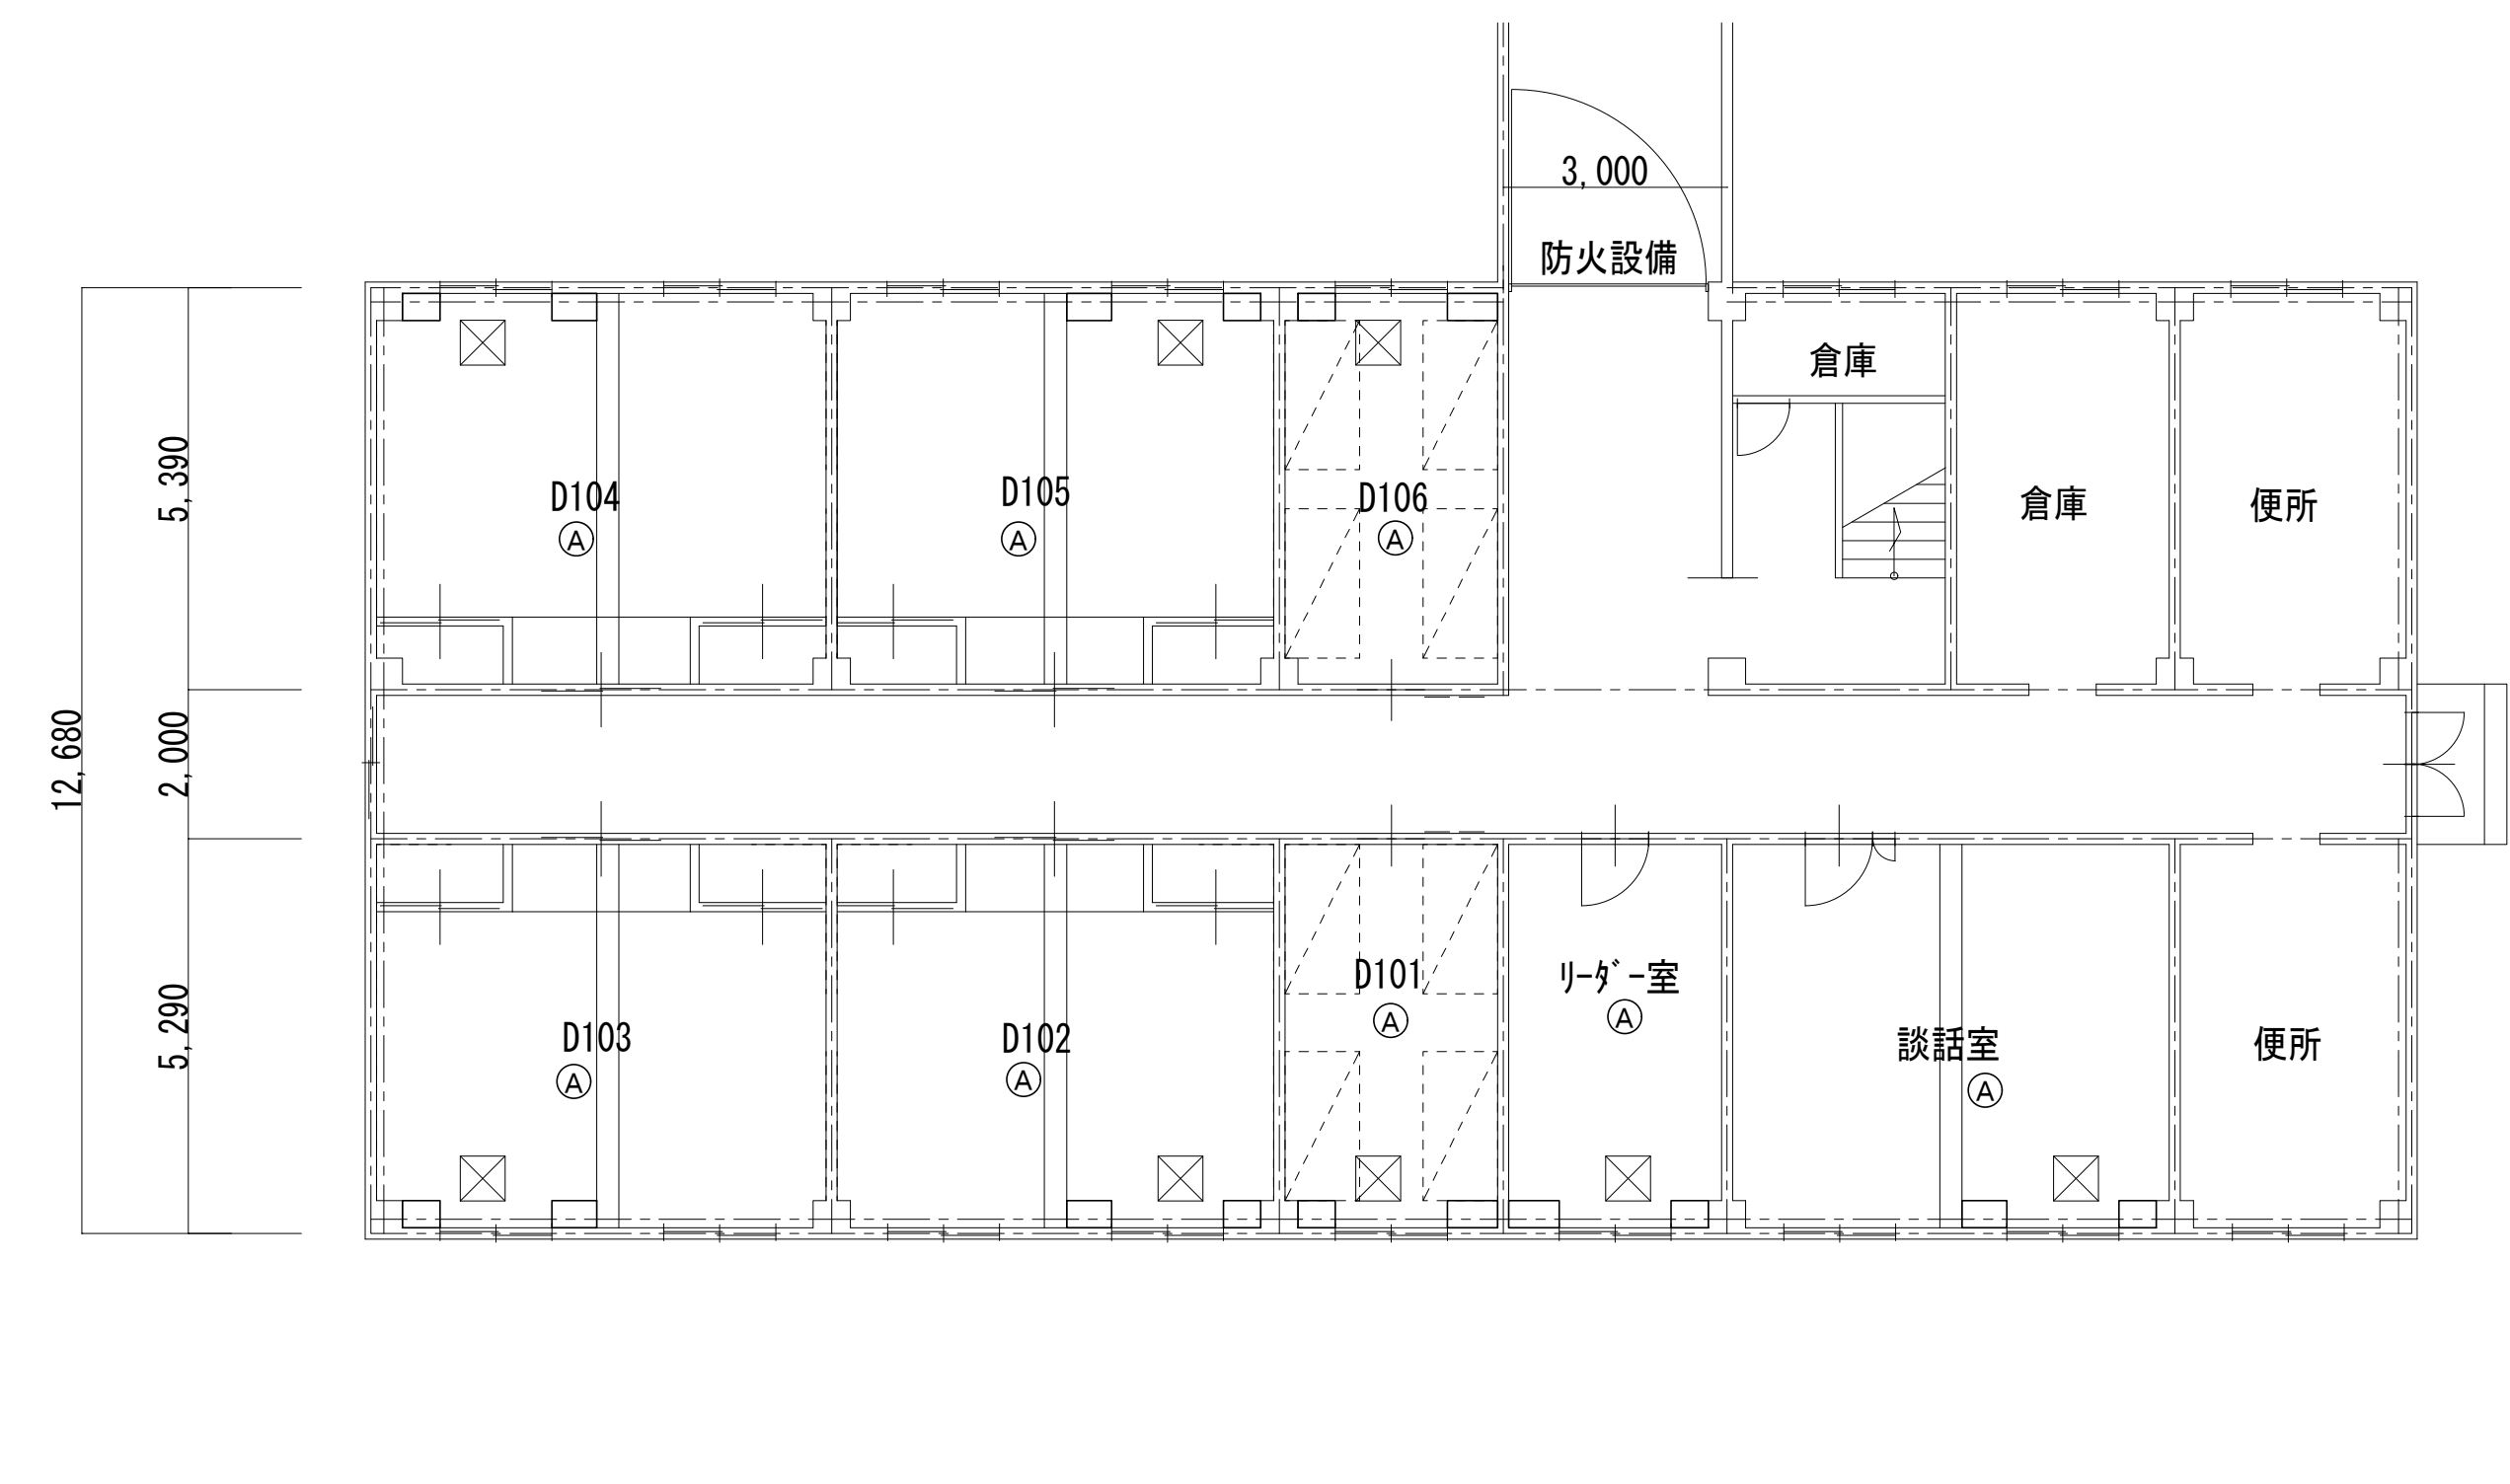 3,000
防火設備
倉庫
5,390
D104
Ⓐ
D105
Ⓐ
D106
Ⓐ
倉庫
便所
12,680
2,000
5,290
D103
Ⓐ
D102
Ⓐ
D101
Ⓐ
ﾘｰﾀﾞｰ室
Ⓐ
談話室
Ⓐ
便所